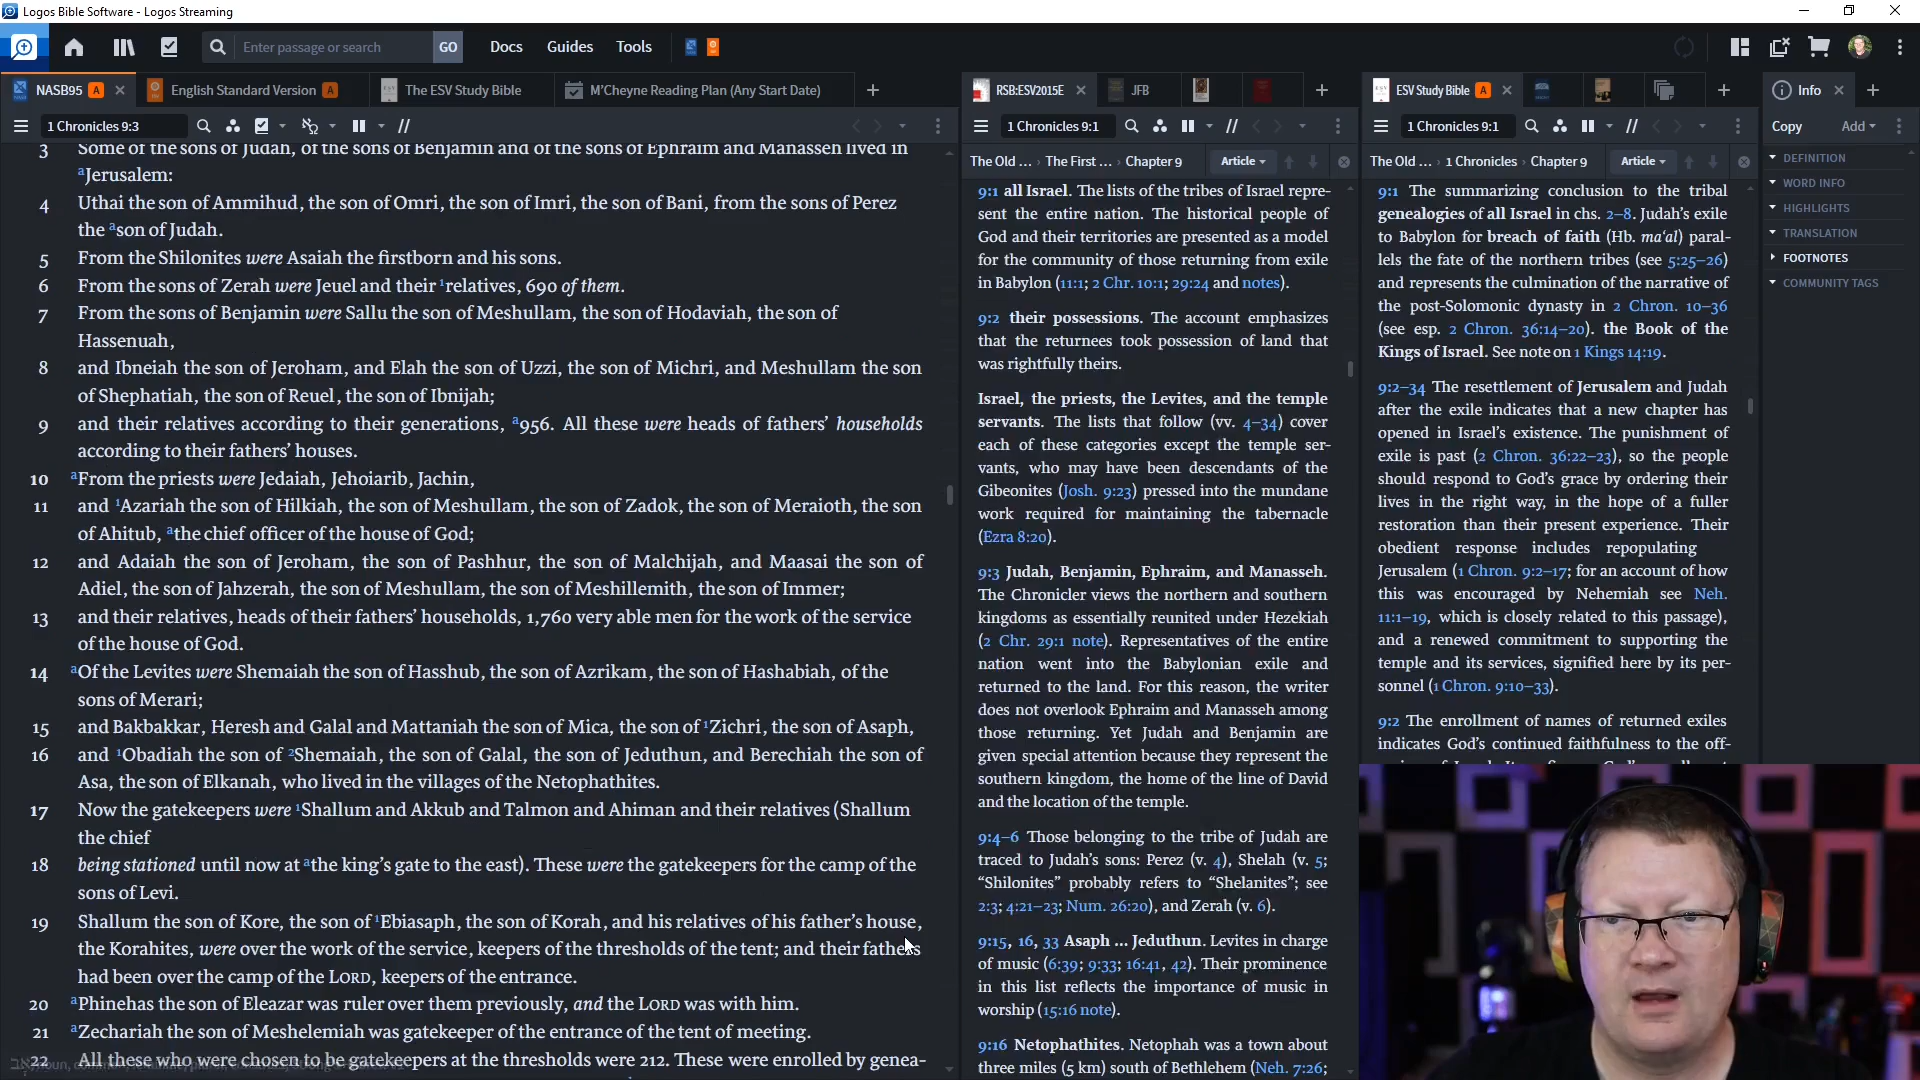 Logos Bible Software - Logos Streaming
Enter passage or search
GO
Docs
Guides
Tools
NASB95 A
English Standard Version A
The ESV Study Bible
M'Cheyne Reading Plan (Any Start Date)
1 Chronicles 9:3
3 Some of the sons of Judah, of the sons of Benjamin and of the sons of Ephraim and Manasseh lived in
aJerusalem:
4 Uthai the son of Ammihud, the son of Omri, the son of Imri, the son of Bani, from the sons of Perez
the ason of Judah.
5 From the Shilonites were Asaiah the firstborn and his sons.
6 From the sons of Zerah were Jeuel and their 1relatives, 690 of them.
7 From the sons of Benjamin were Sallu the son of Meshullam, the son of Hodaviah, the son of
Hassenuah,
8 and Ibneiah the son of Jeroham, and Elah the son of Uzzi, the son of Michri, and Meshullam the son
of Shephatiah, the son of Reuel, the son of Ibnijah;
9 and their relatives according to their generations, a956. All these were heads of fathers' households
according to their fathers' houses.
10 aFrom the priests were Jedaiah, Jehoiarib, Jachin,
11 and 1Azariah the son of Hilkiah, the son of Meshullam, the son of Zadok, the son of Meraioth, the son
of Ahitub, athe chief officer of the house of God;
12 and Adaiah the son of Jeroham, the son of Pashhur, the son of Malchijah, and Maasai the son of
Adiel, the son of Jahzerah, the son of Meshullam, the son of Meshillemith, the son of Immer;
13 and their relatives, heads of their fathers' households, 1,760 very able men for the work of the service
of the house of God.
14 aOf the Levites were Shemaiah the son of Hasshub, the son of Azrikam, the son of Hashabiah, of the
sons of Merari;
15 and Bakbakkar, Heresh and Galal and Mattaniah the son of Mica, the son of 1Zichri, the son of Asaph,
16 and 1Obadiah the son of 2Shemaiah, the son of Galal, the son of Jeduthun, and Berechiah the son of
Asa, the son of Elkanah, who lived in the villages of the Netophathites.
17 Now the gatekeepers were 1Shallum and Akkub and Talmon and Ahiman and their relatives (Shallum
the chief
18 being stationed until now at athe king's gate to the east). These were the gatekeepers for the camp of the
sons of Levi.
19 Shallum the son of Kore, the son of 1Ebiasaph, the son of Korah, and his relatives of his father's house,
the Korahites, were over the work of the service, keepers of the thresholds of the tent; and their fathers
had been over the camp of the LORD, keepers of the entrance.
20 aPhinehas the son of Eleazar was ruler over them previously, and the LORD was with him.
21 aZechariah the son of Meshelemiah was gatekeeper of the entrance of the tent of meeting.
22 All these who were chosen to be gatekeepers at the thresholds were 212. These were enrolled by genea-
RSB:ESV2015E
JFB
1 Chronicles 9:1
The Old ... › The First ... › Chapter 9
Article
9:1 all Israel. The lists of the tribes of Israel repre-
sent the entire nation. The historical people of
God and their territories are presented as a model
for the community of those returning from exile
in Babylon (11:1; 2 Chr. 10:1; 29:24 and notes).
9:2 their possessions. The account emphasizes
that the returnees took possession of land that
was rightfully theirs.
Israel, the priests, the Levites, and the temple
servants. The lists that follow (vv. 4–34) cover
each of these categories except the temple ser-
vants, who may have been descendants of the
Gibeonites (Josh. 9:23) pressed into the mundane
work required for maintaining the tabernacle
(Ezra 8:20).
9:3 Judah, Benjamin, Ephraim, and Manasseh.
The Chronicler views the northern and southern
kingdoms as essentially reunited under Hezekiah
(2 Chr. 29:1 note). Representatives of the entire
nation went into the Babylonian exile and
returned to the land. For this reason, the writer
does not overlook Ephraim and Manasseh among
those returning. Yet Judah and Benjamin are
given special attention because they represent the
southern kingdom, the home of the line of David
and the location of the temple.
9:4–6 Those belonging to the tribe of Judah are
traced to Judah's sons: Perez (v. 4), Shelah (v. 5;
"Shilonites" probably refers to "Shelanites"; see
2:3; 4:21–23; Num. 26:20), and Zerah (v. 6).
9:15, 16, 33 Asaph ... Jeduthun. Levites in charge
of music (6:39; 9:33; 16:41, 42). Their prominence
in this list reflects the importance of music in
worship (15:16 note).
9:16 Netophathites. Netophah was a town about
three miles (5 km) south of Bethlehem (Neh. 7:26;
ESV Study Bible A
1 Chronicles 9:1
The Old ... › 1 Chronicles › Chapter 9
Article
9:1 The summarizing conclusion to the tribal
genealogies of all Israel in chs. 2–8. Judah's exile
to Babylon for breach of faith (Hb. ma'al) paral-
lels the fate of the northern tribes (see 5:25–26)
and represents the culmination of the narrative of
the post-Solomonic dynasty in 2 Chron. 10–36
(see esp. 2 Chron. 36:14–20). the Book of the
Kings of Israel. See note on 1 Kings 14:19.
9:2–34 The resettlement of Jerusalem and Judah
after the exile indicates that a new chapter has
opened in Israel's existence. The punishment of
exile is past (2 Chron. 36:22–23), so the people
should respond to God's grace by ordering their
lives in the right way, in the hope of a fuller
restoration than their present experience. Their
obedient response includes repopulating
Jerusalem (1 Chron. 9:2–17; for an account of how
this was encouraged by Nehemiah see Neh.
11:1–19, which is closely related to this passage),
and a renewed commitment to supporting the
temple and its services, signified here by its per-
sonnel (1 Chron. 9:10–33).
9:2 The enrollment of names of returned exiles
indicates God's continued faithfulness to the off-
Info
Copy
Add
DEFINITION
WORD INFO
HIGHLIGHTS
TRANSLATION
FOOTNOTES
COMMUNITY TAGS